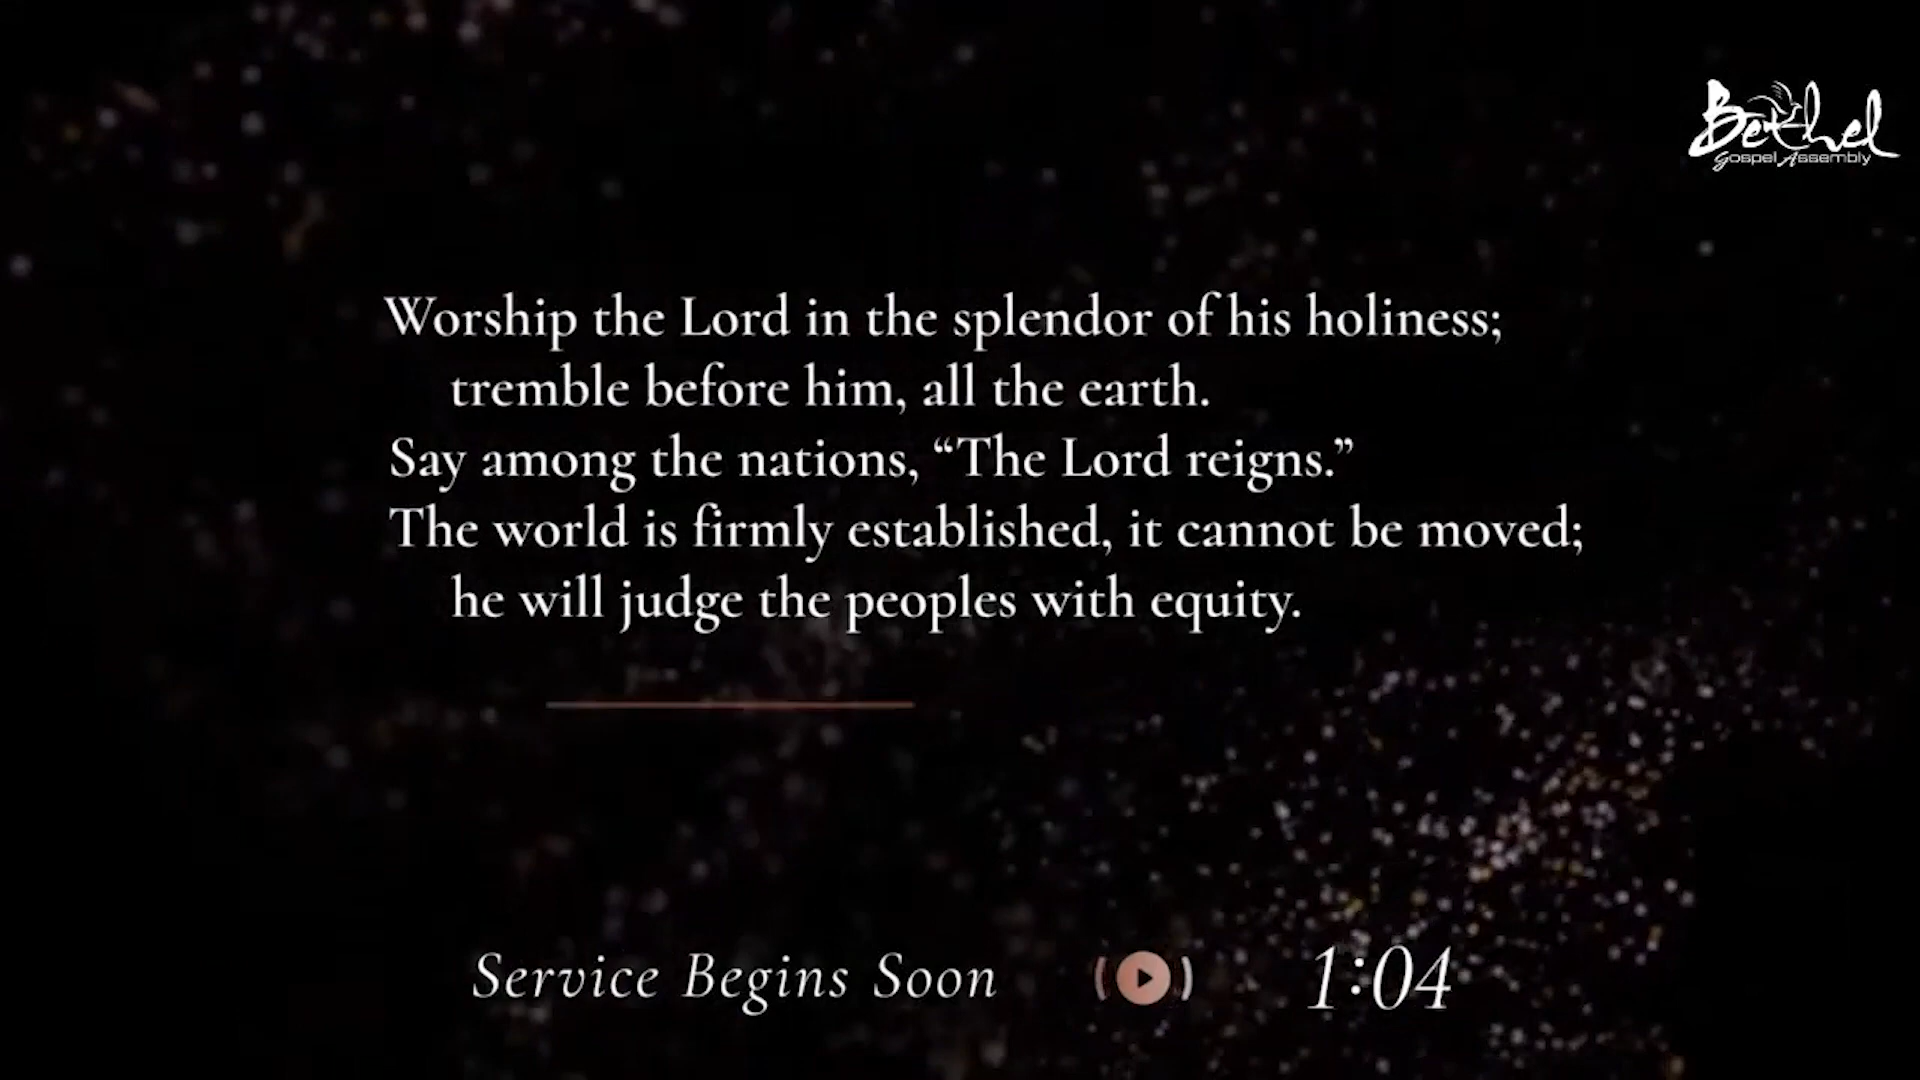 Bethel
Gospel Assembly
Worship the Lord in the splendor of his holiness;
tremble before him, all the earth.
Say among the nations, “The Lord reigns.”
The world is firmly established, it cannot be moved;
he will judge the peoples with equity.
Service Begins Soon
1:04